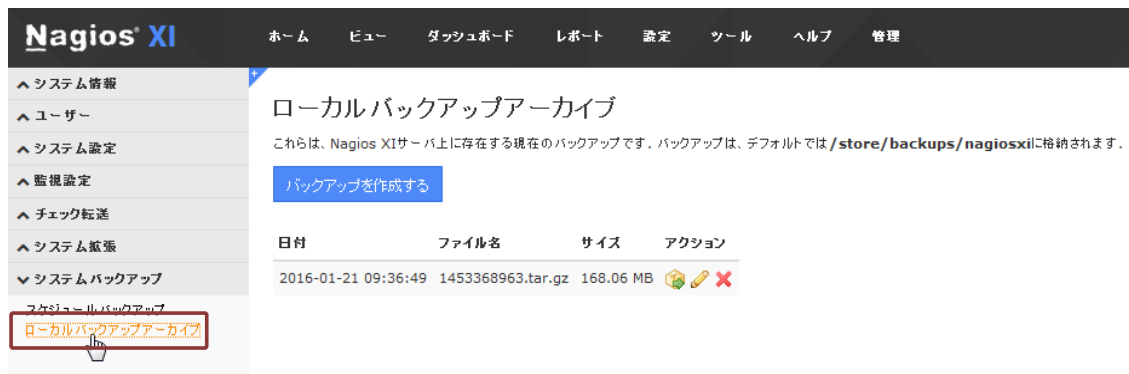 Nagios® XI
ホーム ビュー ダッシュボード レポート 設定 ツール ヘルプ 管理
システム情報
ユーザー
システム設定
監視設定
チェック転送
システム拡張
システムバックアップ
スケジュールバックアップ
ローカルバックアップアーカイブ
ローカルバックアップアーカイブ
これらは、Nagios XIサーバ上に存在する現在のバックアップです。バックアップは、デフォルトでは/store/backups/nagiosxiに格納されます。
バックアップを作成する
日付 ファイル名 サイズ アクション
2016-01-21 09:36:49 1453368963.tar.gz 168.06 MB